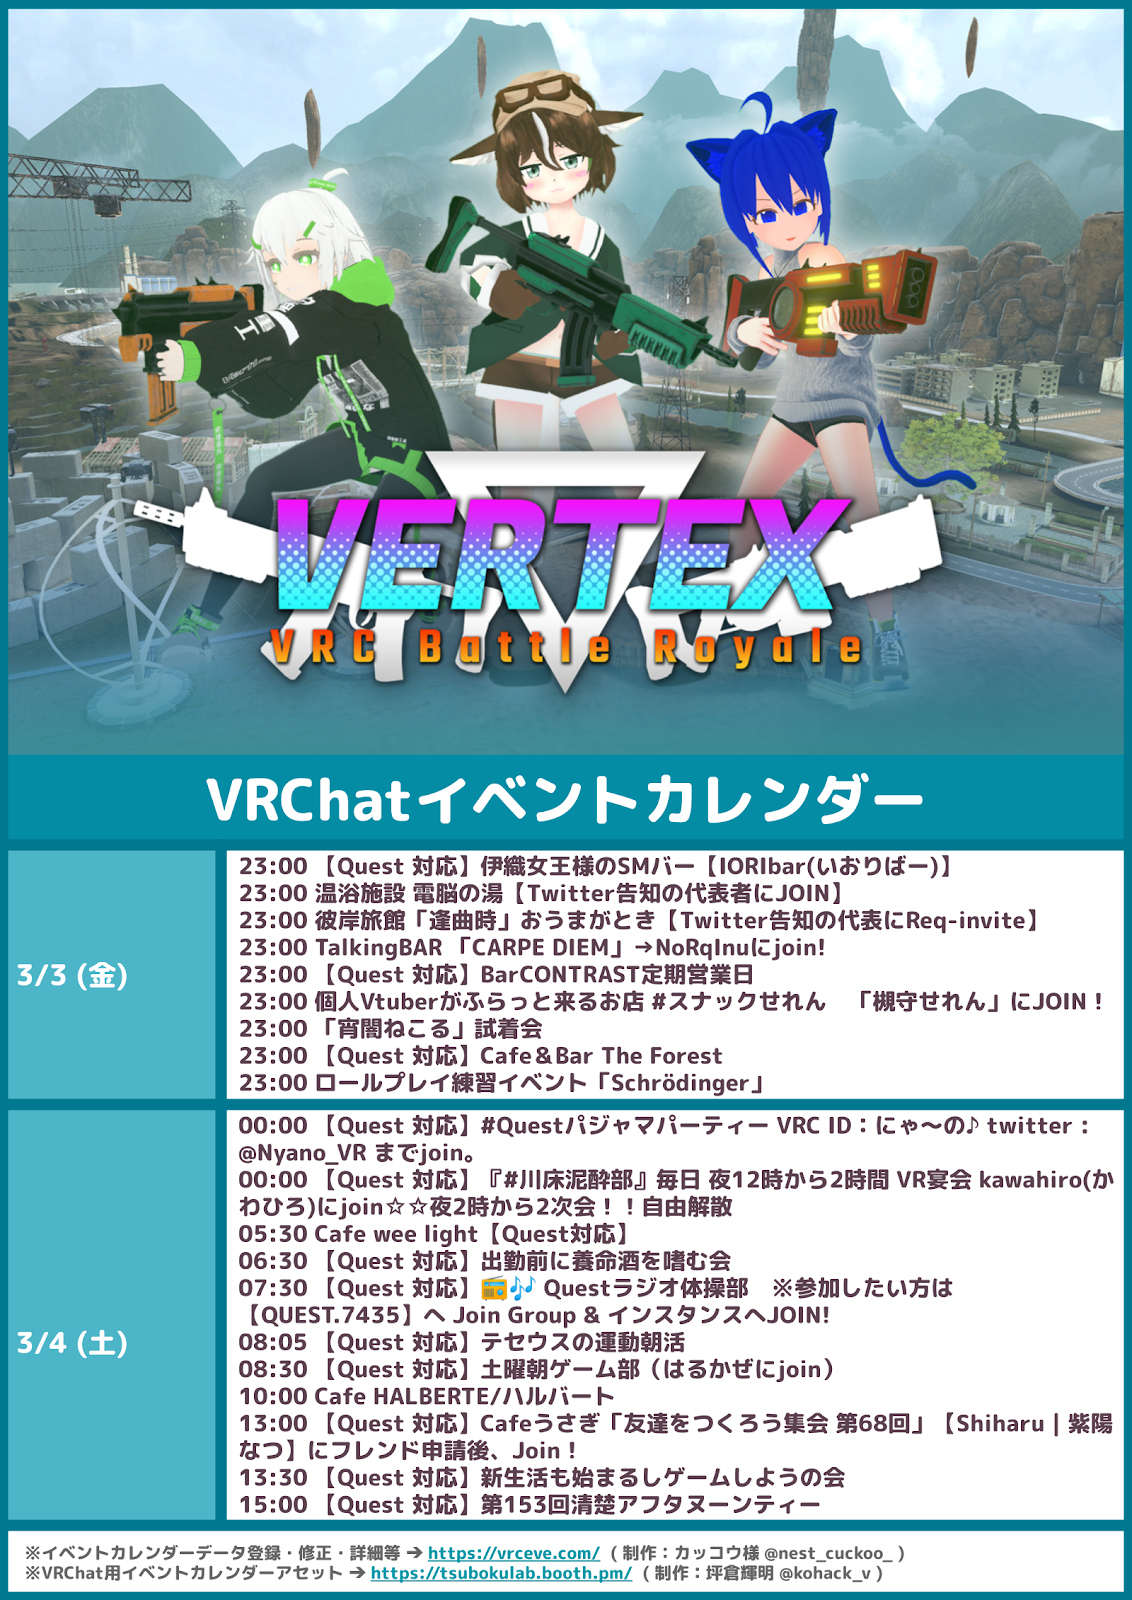 VERTEX
VRC Battle Royale
VRChatイベントカレンダー
3/3 (金)
23:00 【Quest 対応】伊織女王様のSMバー【IORIbar(いおりばー)】
23:00 温浴施設 電脳の湯【Twitter告知の代表者にJOIN】
23:00 彼岸旅館「逢曲時」おうまがとき【Twitter告知の代表にReq-invite】
23:00 TalkingBAR 「CARPE DIEM」→NoRqInuにjoin!
23:00 【Quest 対応】BarCONTRAST定期営業日
23:00 個人Vtuberがふらっと来るお店 #スナックせれん 「槻守せれん」にJOIN！
23:00 「宵闇ねこる」試着会
23:00 【Quest 対応】Cafe＆Bar The Forest
23:00 ロールプレイ練習イベント「Schrödinger」
3/4 (土)
00:00 【Quest 対応】#Questパジャマパーティー VRC ID：にゃ～の♪ twitter：
@Nyano_VR までjoin。
00:00 【Quest 対応】『#川床泥酔部』毎日 夜12時から2時間 VR宴会 kawahiro(か
わひろ)にjoin☆☆夜2時から2次会！！自由解散
05:30 Cafe wee light【Quest対応】
06:30 【Quest 対応】出勤前に養命酒を嗜む会
07:30 【Quest 対応】📻🎶 Questラジオ体操部 ※参加したい方は
【QUEST.7435】へ Join Group & インスタンスへJOIN!
08:05 【Quest 対応】テセウスの運動朝活
08:30 【Quest 対応】土曜朝ゲーム部（はるかぜにjoin）
10:00 Cafe HALBERTE/ハルバート
13:00 【Quest 対応】Cafeうさぎ「友達をつくろう集会 第68回」【Shiharu | 紫陽
なつ】にフレンド申請後、Join！
13:30 【Quest 対応】新生活も始まるしゲームしようの会
15:00 【Quest 対応】第153回清楚アフタヌーンティー
※イベントカレンダーデータ登録・修正・詳細等 → https://vrceve.com/ （制作：カッコウ様 @nest_cuckoo_ ）
※VRChat用イベントカレンダーアセット → https://tsubokulab.booth.pm/ （制作：坪倉輝明 @kohack_v ）